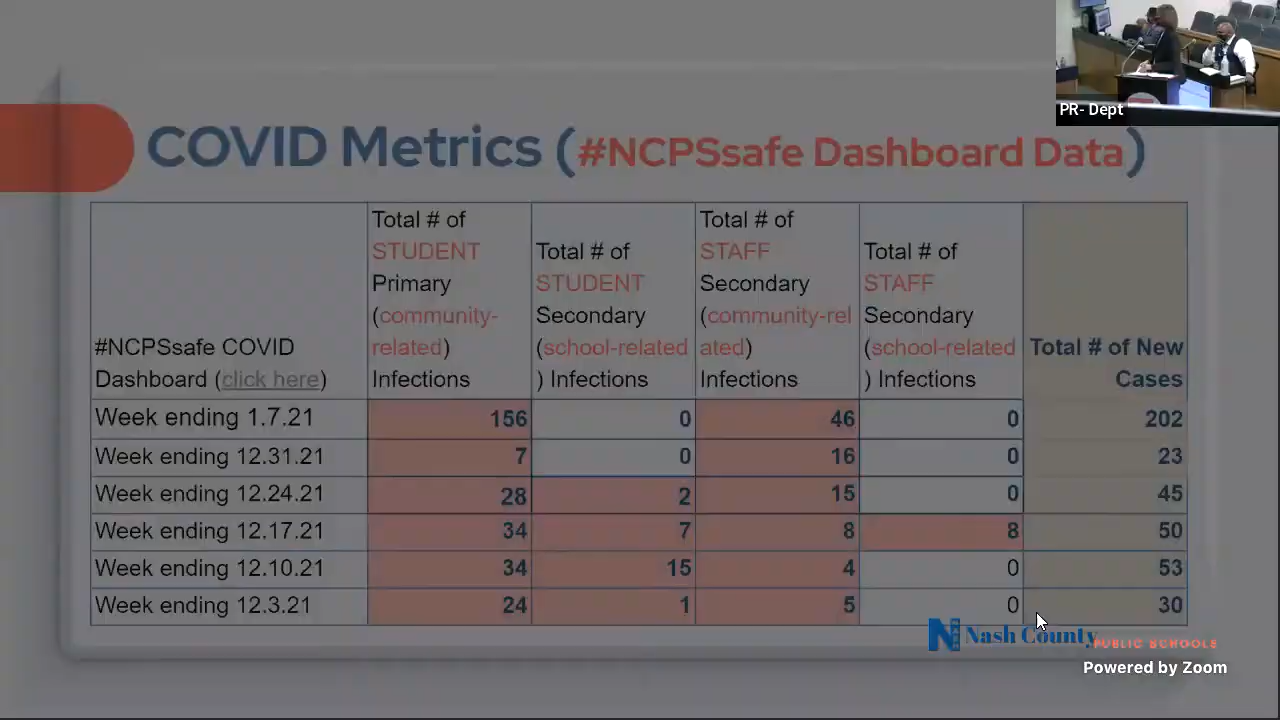 PR- Dept
COVID Metrics (#NCPSsafe Dashboard Data)
#NCPSsafe COVID
Dashboard (click here)
Total # of
STUDENT
Primary
(community-
related)
Infections
Total # of
STUDENT
Secondary
(school-related
) Infections
Total # of
STAFF
Secondary
(community-rel
ated)
Infections
Total # of
STAFF
Secondary
(school-related
) Infections
Total # of New
Cases
Week ending 1.7.21 156 0 46 0 202
Week ending 12.31.21 7 0 16 0 23
Week ending 12.24.21 28 2 15 0 45
Week ending 12.17.21 34 7 8 8 50
Week ending 12.10.21 34 15 4 0 53
Week ending 12.3.21 24 1 5 0 30
Nash County
PUBLIC SCHOOLS
Powered by Zoom